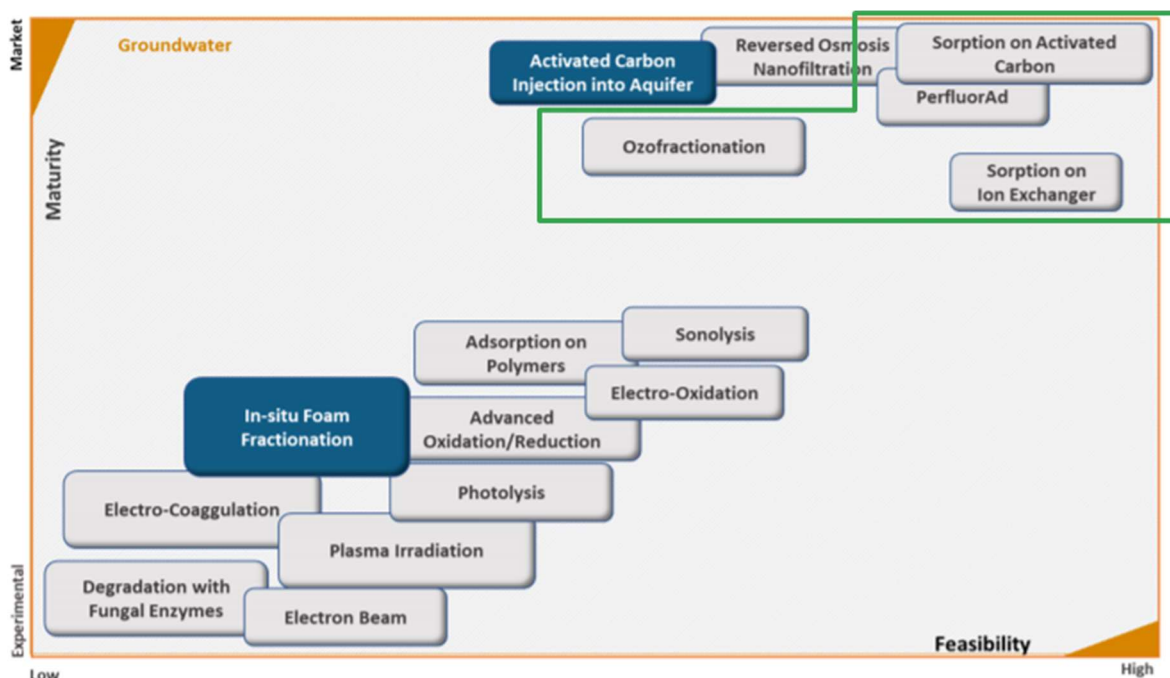 Market
Groundwater
Activated Carbon
Injection into Aquifer
Reversed Osmosis
Nanofiltration
Sorption on Activated
Carbon
PerfluorAd
Maturity
Ozofractionation
Sorption on
Ion Exchanger
Adsorption on
Polymers
Sonolysis
Electro-Oxidation
In-situ Foam
Fractionation
Advanced
Oxidation/Reduction
Photolysis
Electro-Coaggulation
Plasma Irradiation
Degradation with
Fungal Enzymes
Electron Beam
Experimental
Feasibility
Low
High